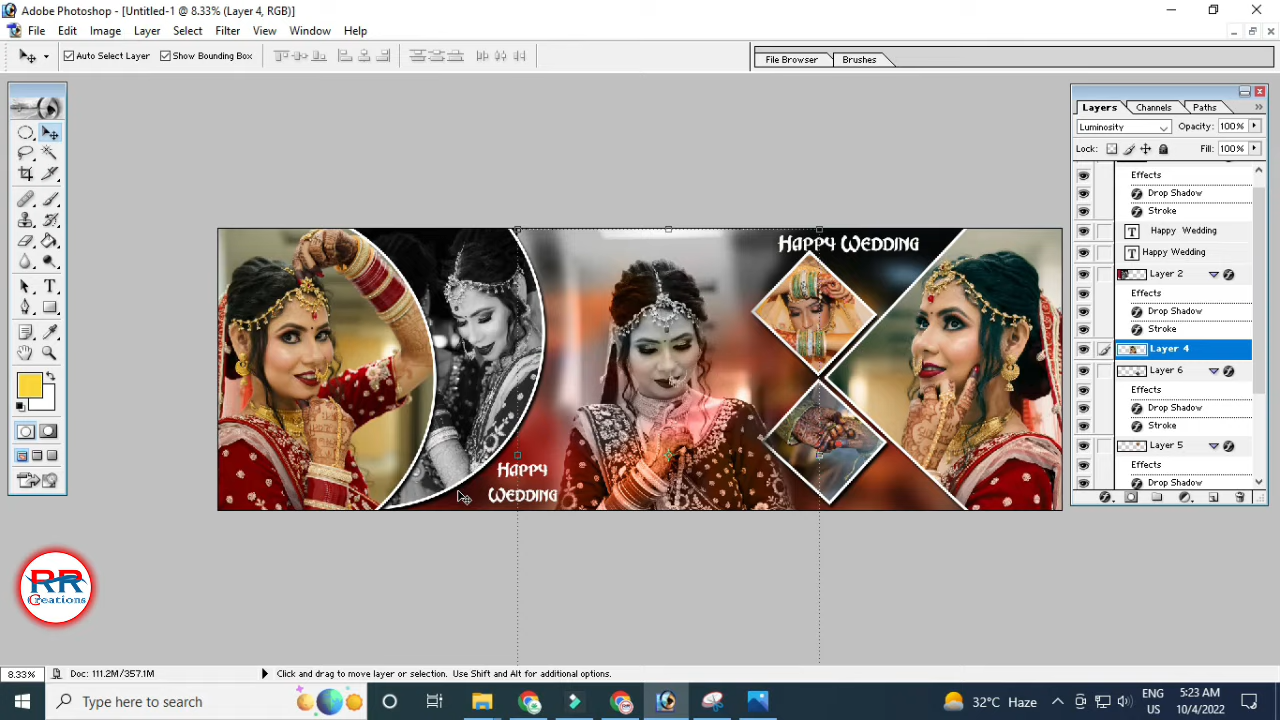 Adobe Photoshop - [Untitled-1 @ 8.33% (Layer 4, RGB)]
File Edit Image Layer Select Filter View Window Help
Auto Select Layer Show Bounding Box
File Browser Brushes
Layers Channels Paths
Luminosity Opacity: 100%
Lock: Fill: 100%
Effects
Drop Shadow
Stroke
T Happy Wedding
T Happy Wedding
Layer 2
Effects
Drop Shadow
Stroke
Layer 4
Layer 6
Effects
Drop Shadow
Stroke
Layer 5
Effects
Drop Shadow
Happy Wedding
Happy
Wedding
RR
Creations
8.33% Doc: 111.2M/357.1M Click and drag to move layer or selection. Use Shift and Alt for additional options.
Type here to search
32°C Haze
ENG
US
5:23 AM
10/4/2022